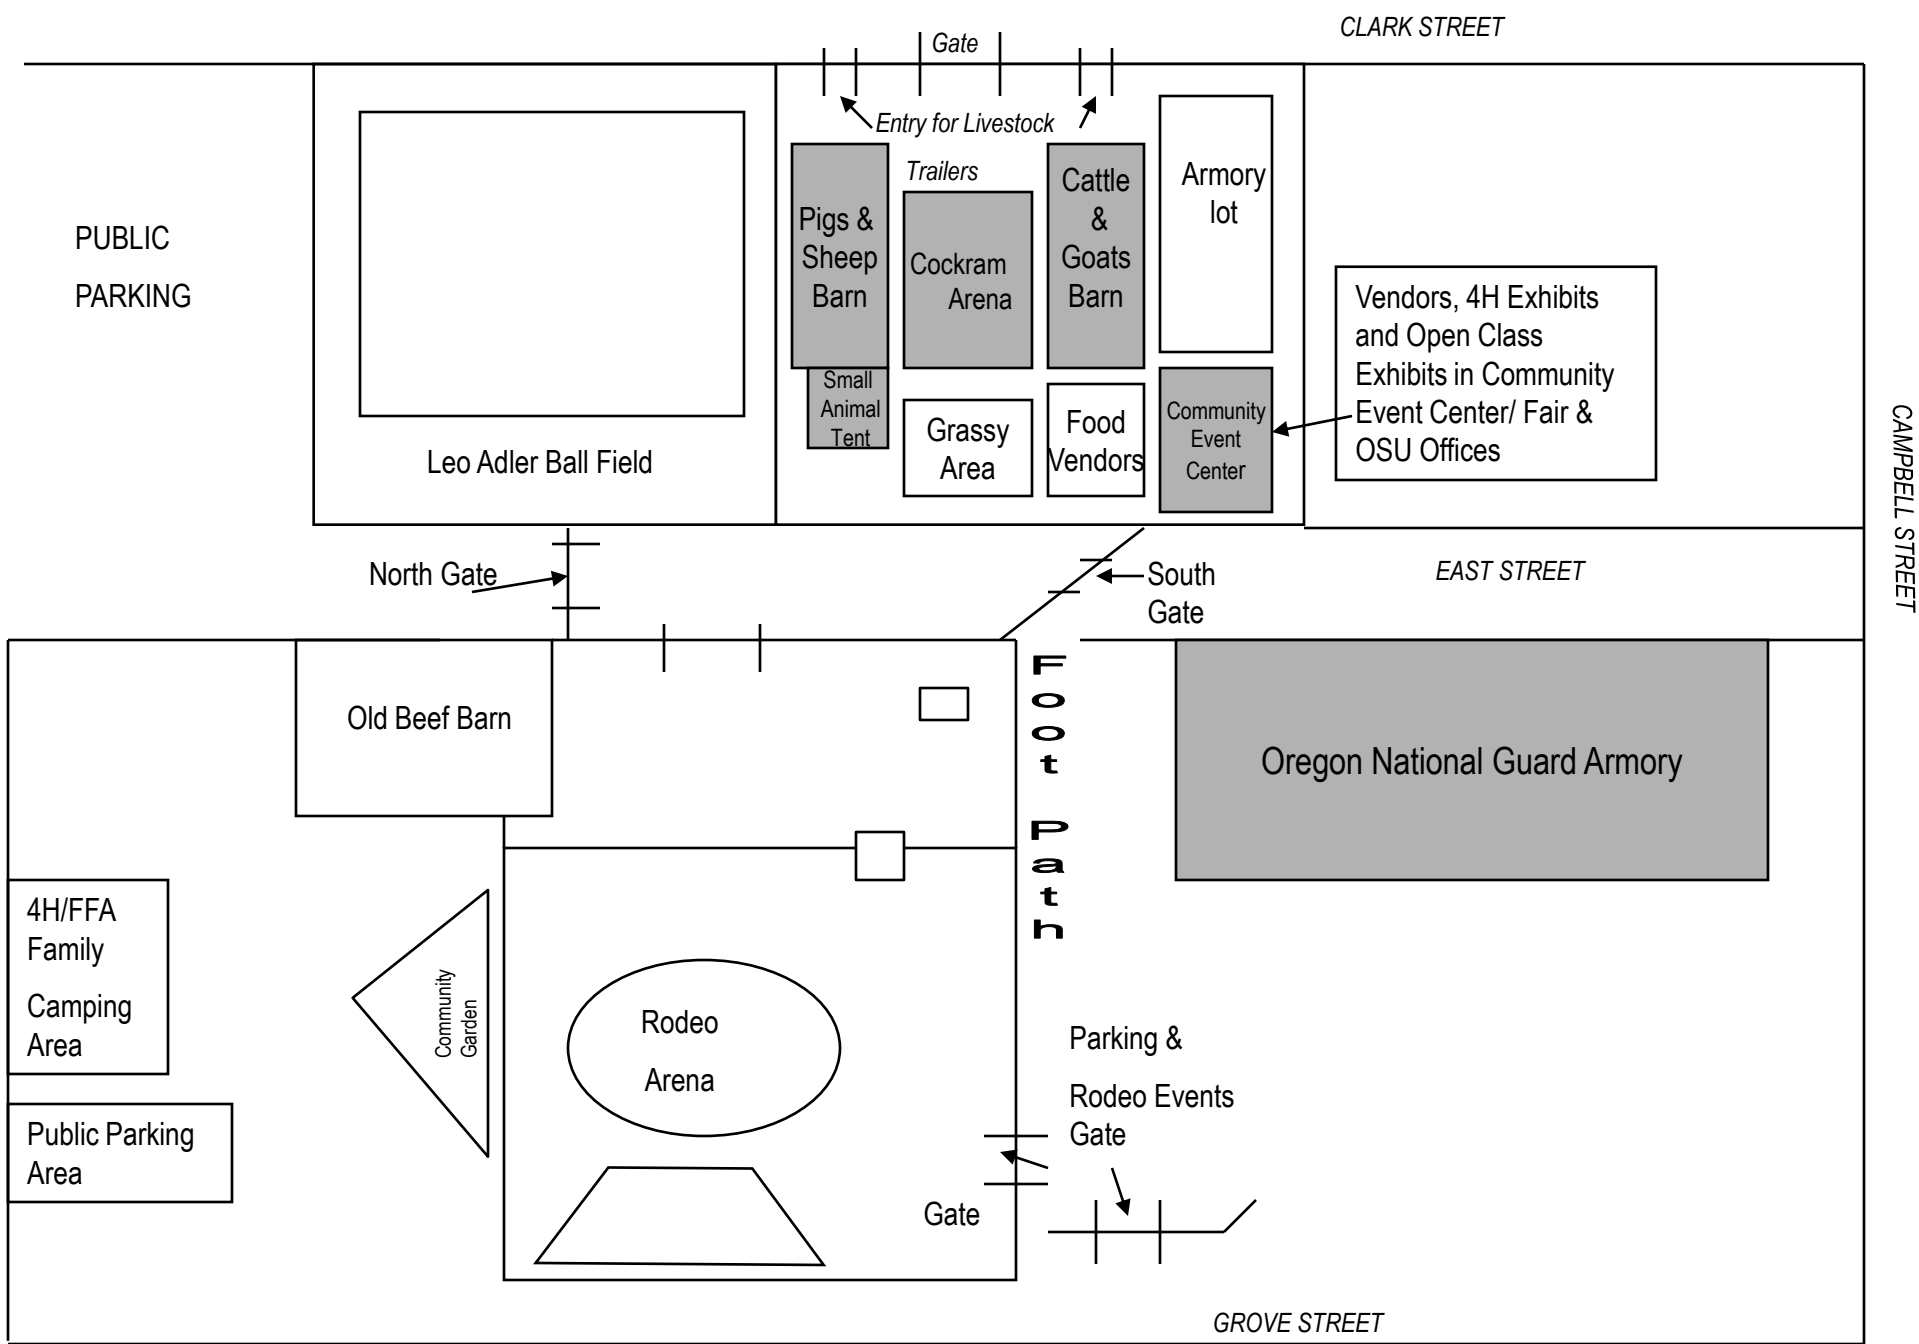 CLARK STREET
Gate
Entry for Livestock
Trailers
PUBLIC
PARKING
Pigs &
Sheep
Barn
Cockram
Arena
Cattle
&
Goats
Barn
Armory
lot
Small
Animal
Tent
Grassy
Area
Food
Vendors
Community
Event
Center
Vendors, 4H Exhibits
and Open Class
Exhibits in Community
Event Center/ Fair &
OSU Offices
Leo Adler Ball Field
CAMPBELL STREET
North Gate
South
Gate
EAST STREET
Old Beef Barn
Foot Path
Oregon National Guard Armory
4H/FFA
Family
Camping
Area
Community
Garden
Rodeo
Arena
Parking &
Rodeo Events
Gate
Public Parking
Area
Gate
GROVE STREET